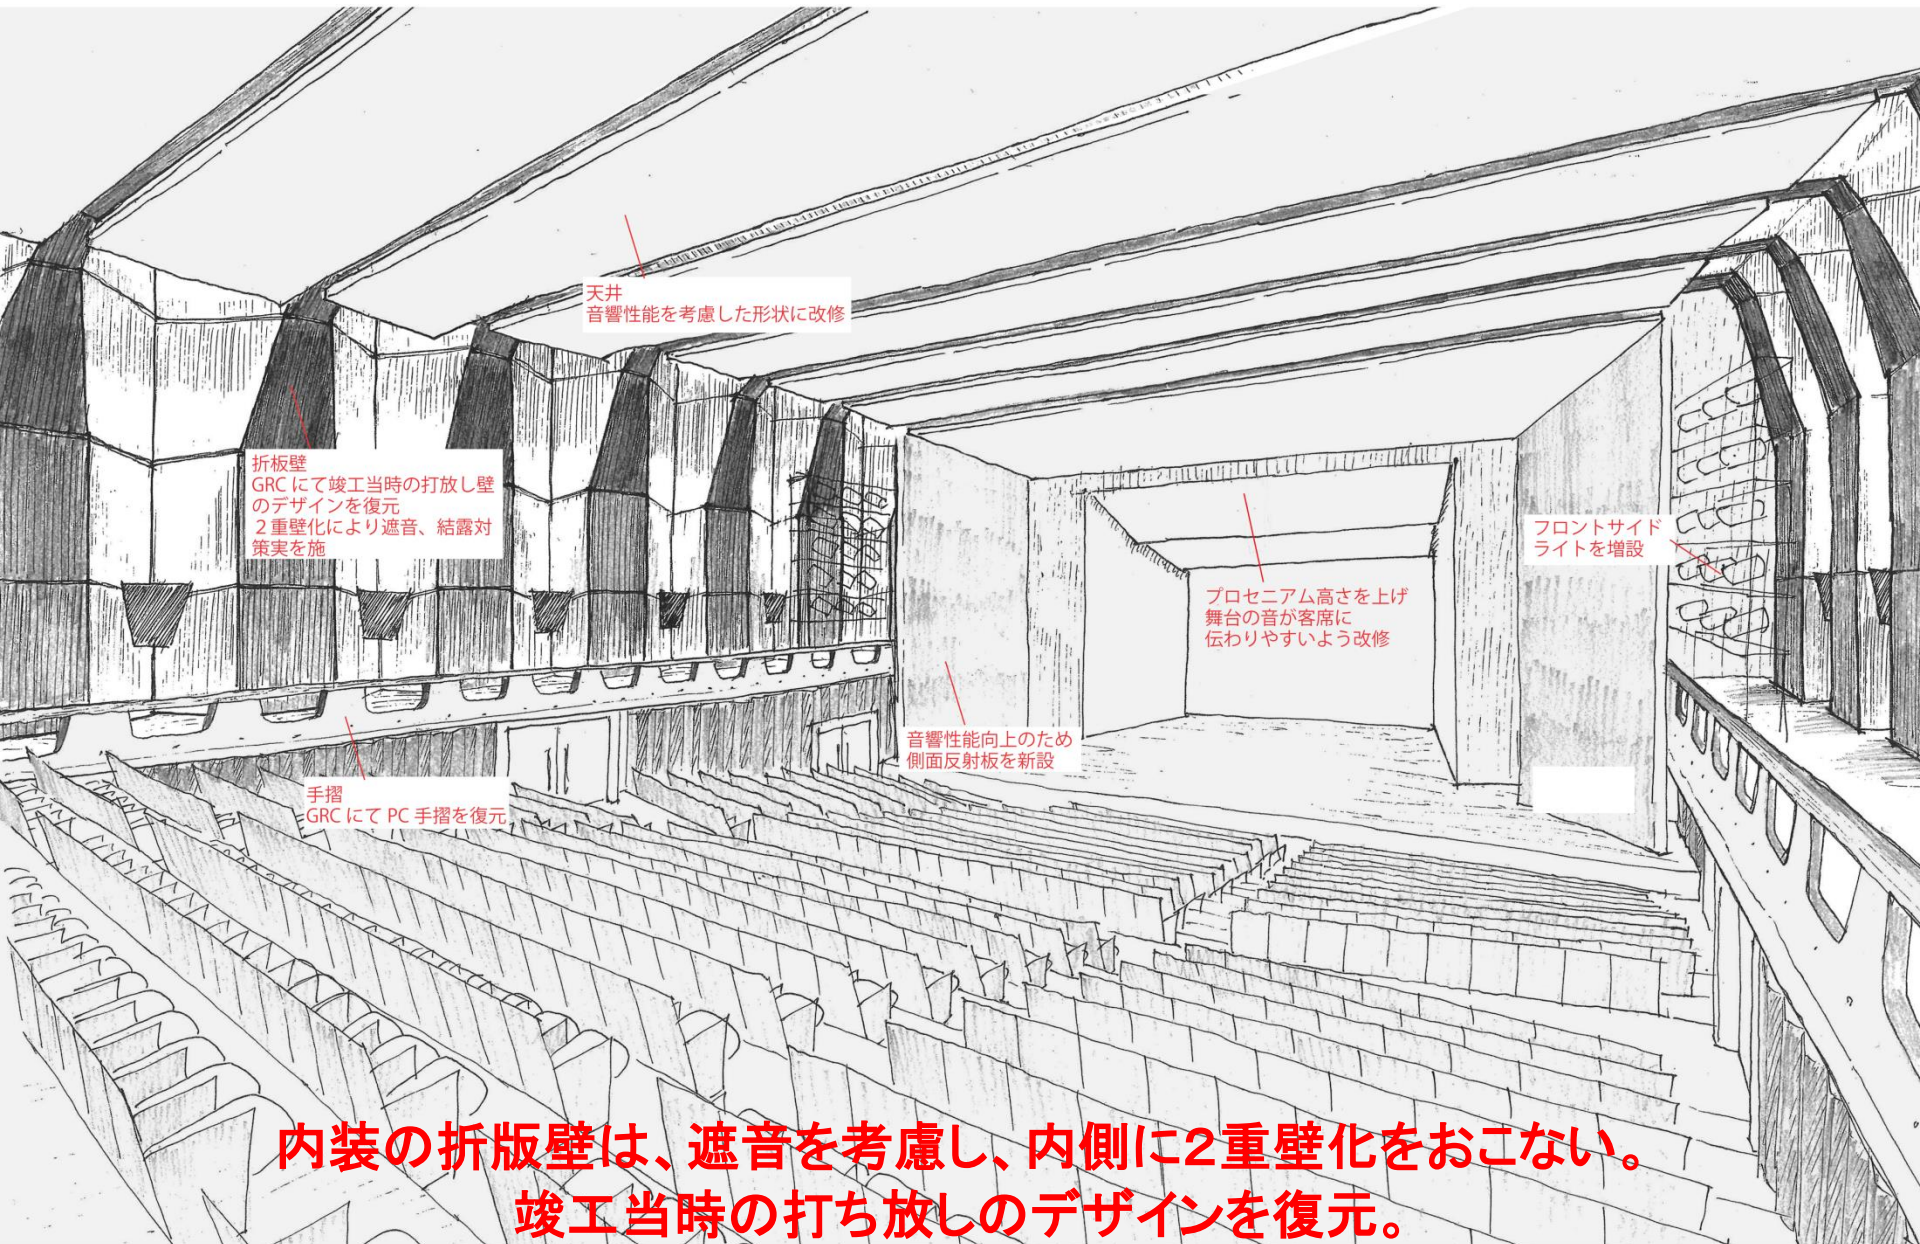 天井
音響性能を考慮した形状に改修
折板壁
GRC にて竣工当時の打放し壁
のデザインを復元
２重壁化により遮音、結露対
策実を施
フロントサイド
ライトを増設
プロセニアム高さを上げ
舞台の音が客席に
伝わりやすいよう改修
音響性能向上のため
側面反射板を新設
手摺
GRC にて PC 手摺を復元
内装の折版壁は、遮音を考慮し、内側に２重壁化をおこない。
竣工当時の打ち放しのデザインを復元。